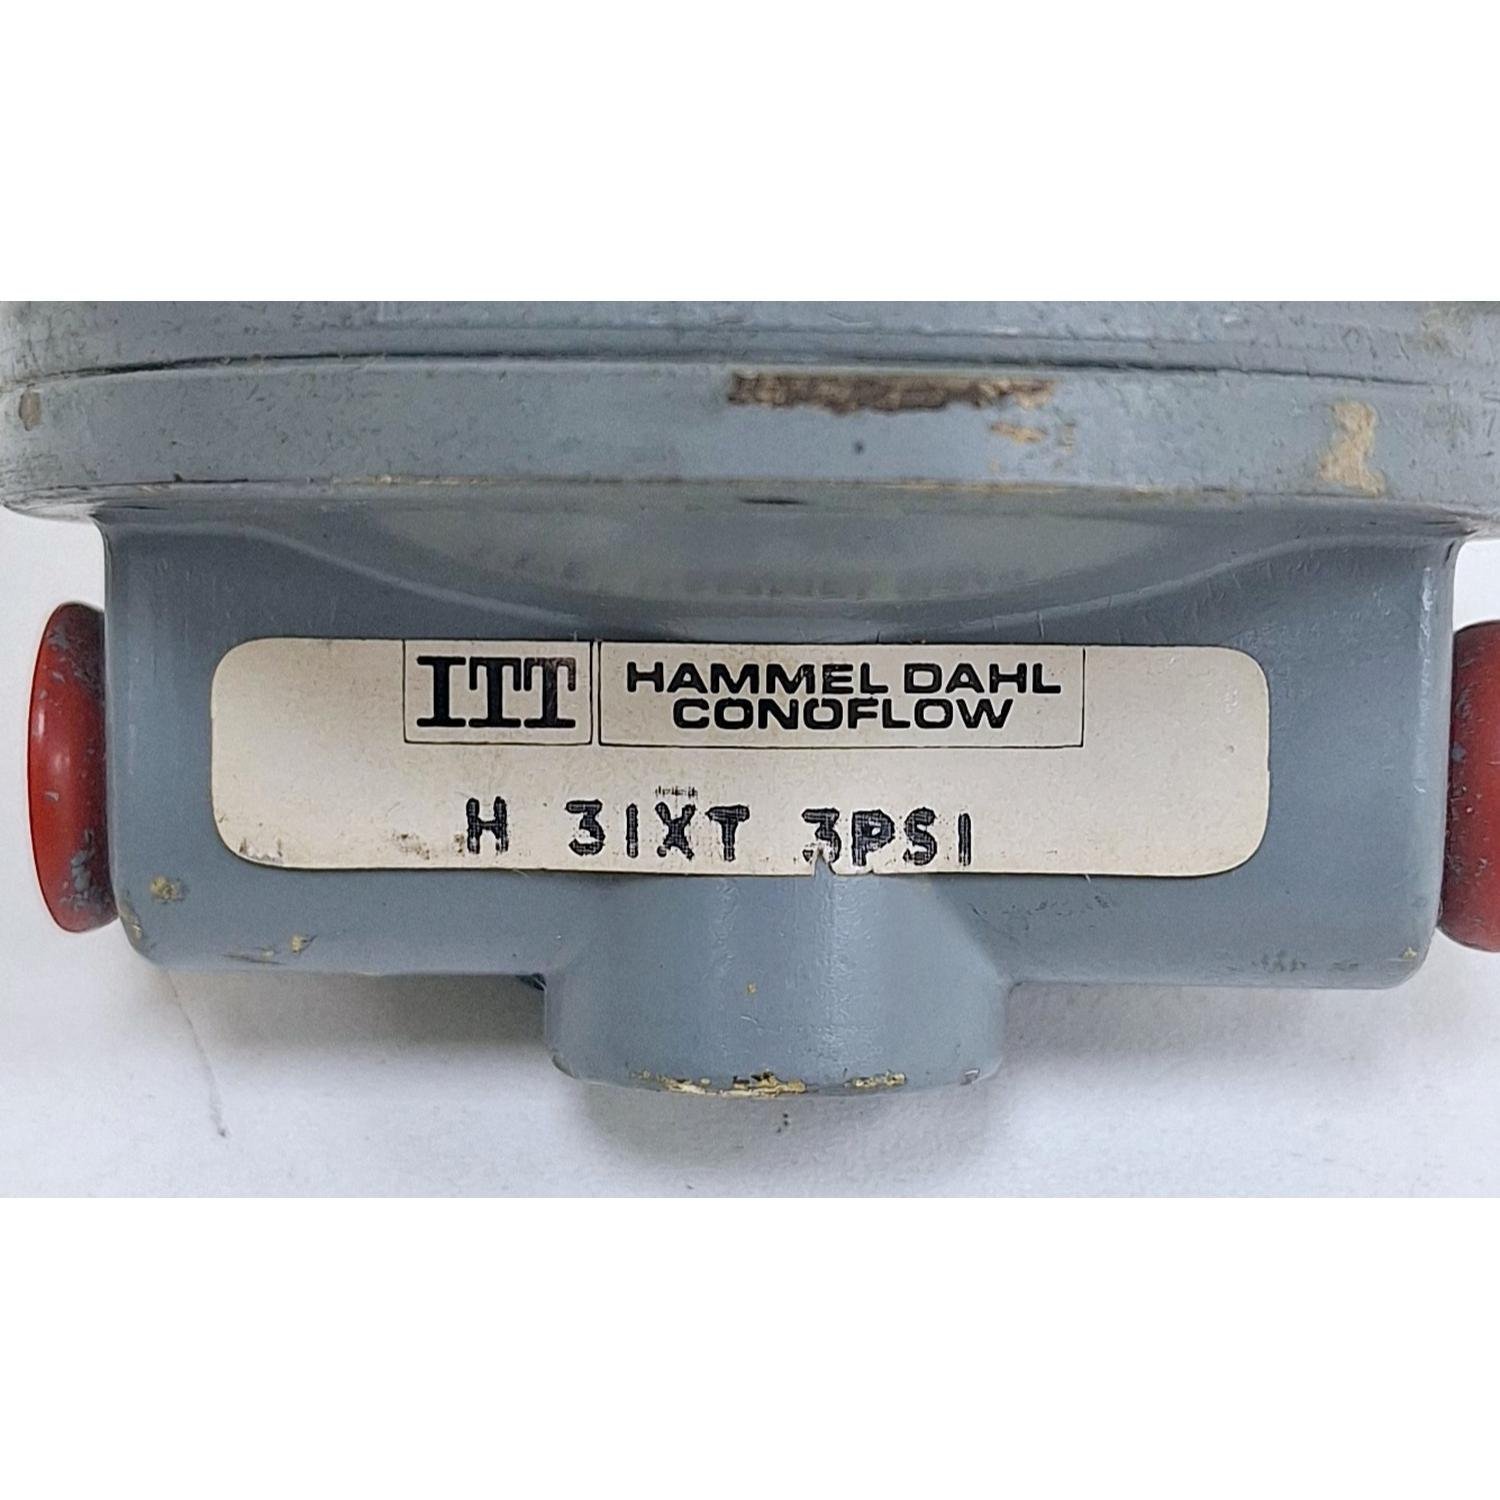 ITT HAMMEL DAHL
CONOFLOW
H 31XT 3PSI